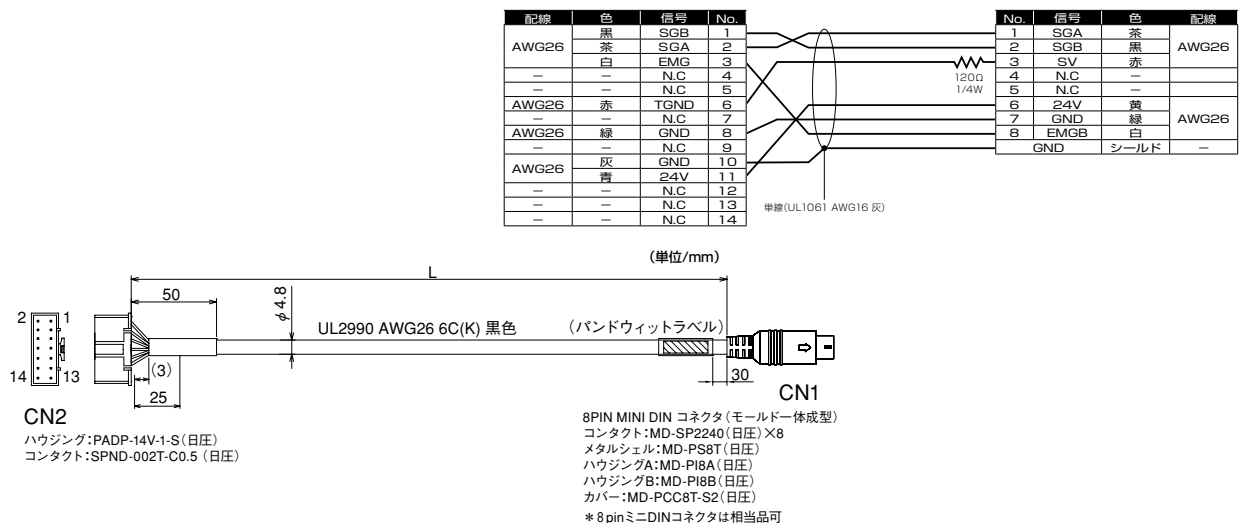 配線 色 信号 No.
AWG26 黒 SGB 1
茶 SGA 2
白 EMG 3
− − N.C 4
− − N.C 5
AWG26 赤 TGND 6
− − N.C 7
AWG26 緑 GND 8
− − N.C 9
AWG26 灰 GND 10
青 24V 11
− − N.C 12
− − N.C 13
− − N.C 14
120Ω
1/4W
単線(UL1061 AWG16 灰)
No. 信号 色 配線
1 SGA 茶 AWG26
2 SGB 黒
3 SV 赤
4 N.C −
5 N.C −
6 24V 黄 AWG26
7 GND 緑
8 EMGB 白
GND シールド −
(単位/mm)
L
50
φ4.8
UL2990 AWG26 6C(K) 黒色
(パンドウィットラベル)
2 1
14 13
(3)
25
30
CN2
ハウジング:PADP-14V-1-S(日圧)
コンタクト:SPND-002T-C0.5 (日圧)
CN1
8PIN MINI DIN コネクタ(モールド一体成型)
コンタクト:MD-SP2240(日圧)×8
メタルシェル:MD-PS8T(日圧)
ハウジングA:MD-PI8A(日圧)
ハウジングB:MD-PI8B(日圧)
カバー:MD-PCC8T-S2(日圧)
*8pinミニDINコネクタは相当品可